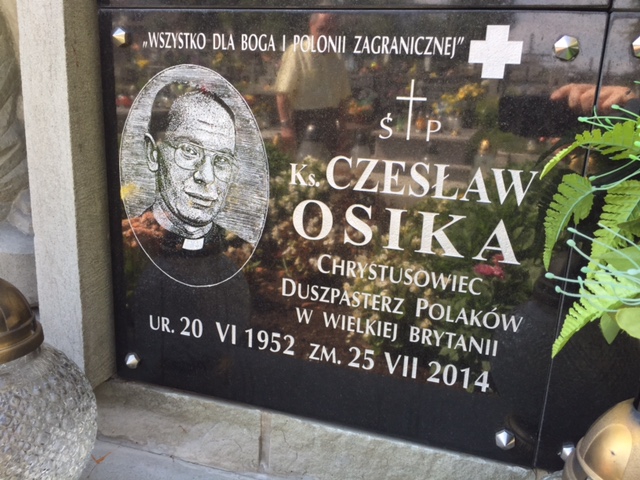 „WSZYSTKO DLA BOGA I POLONII ZAGRANICZNEJ”
Ś P
Ks. CZESŁAW
OSIKA
CHRYSTUSOWIEC
DUSZPASTERZ POLAKÓW
W WIELKIEJ BRYTANII
UR. 20 VI 1952 ZM. 25 VII 2014